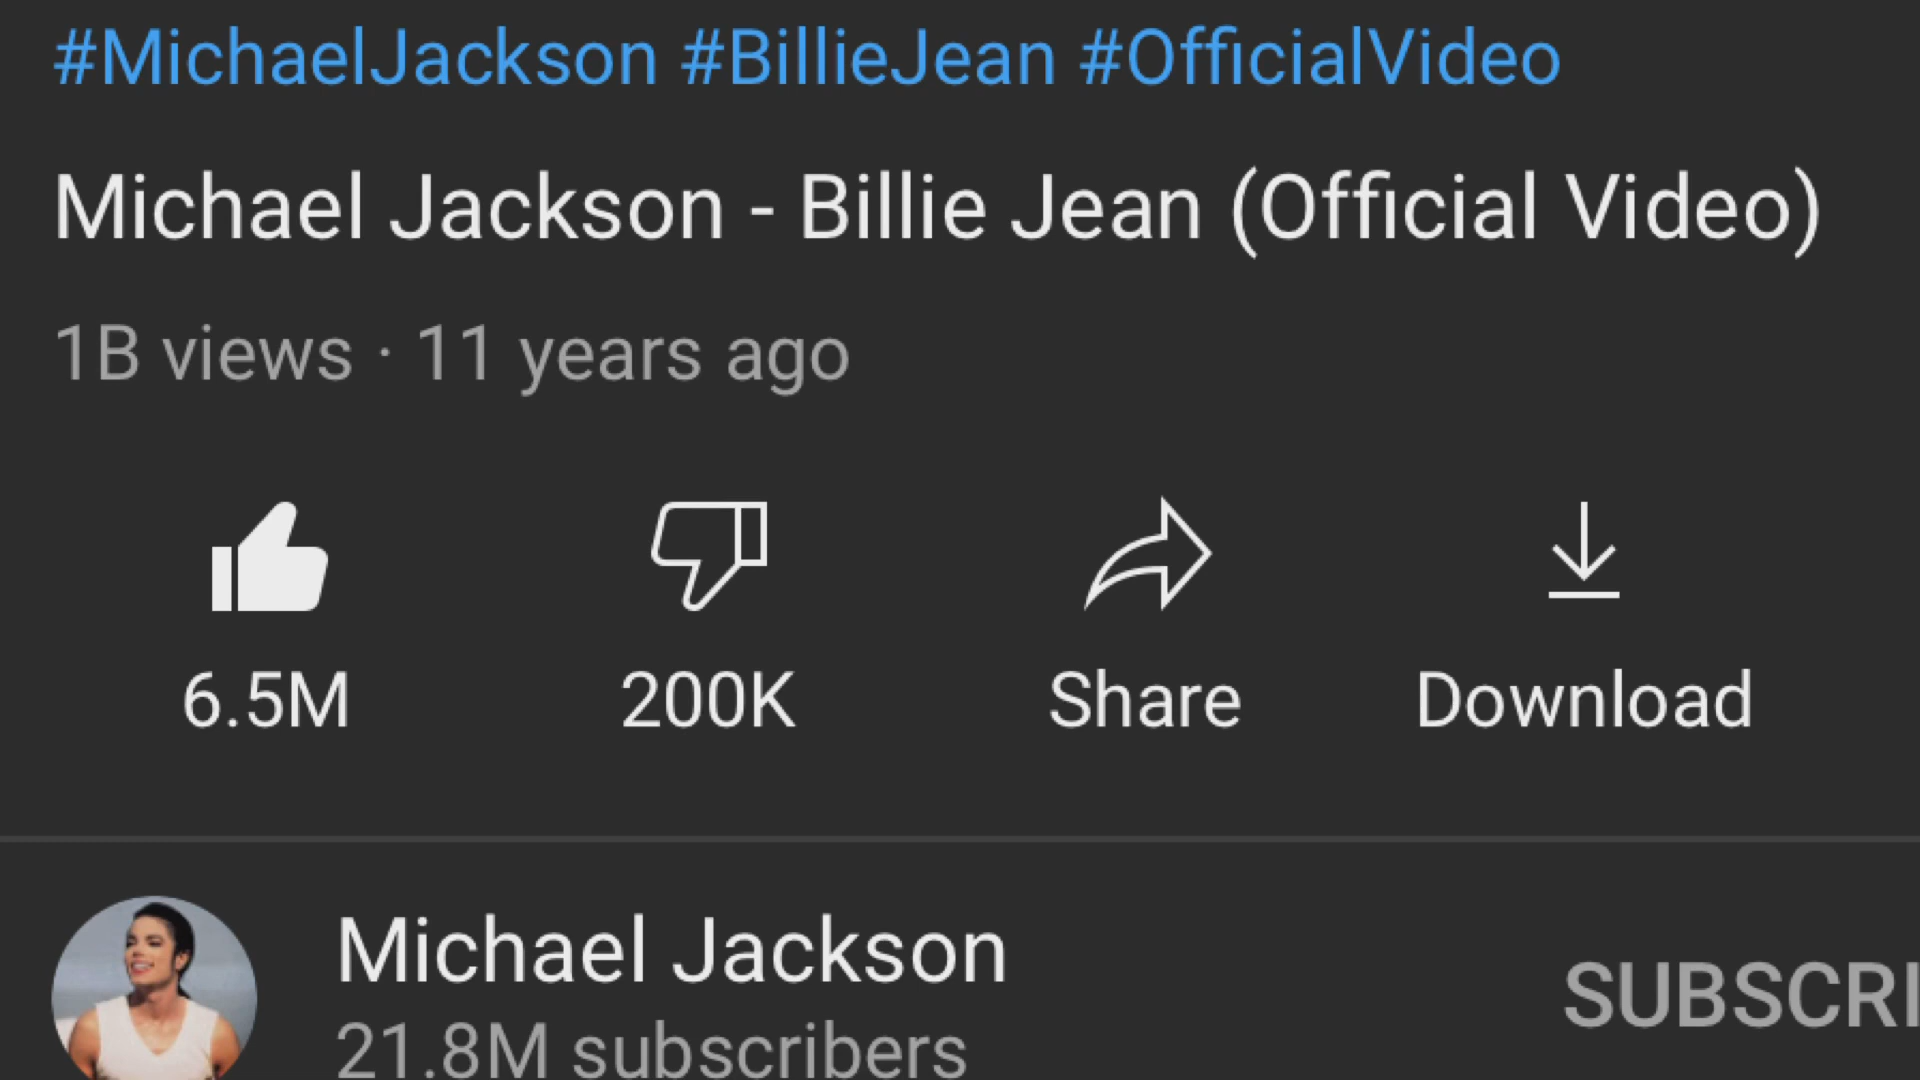 #MichaelJackson #BillieJean #OfficialVideo
Michael Jackson - Billie Jean (Official Video)
1B views · 11 years ago
6.5M 200K Share Download
Michael Jackson
SUBSCRI
21.8M subscribers